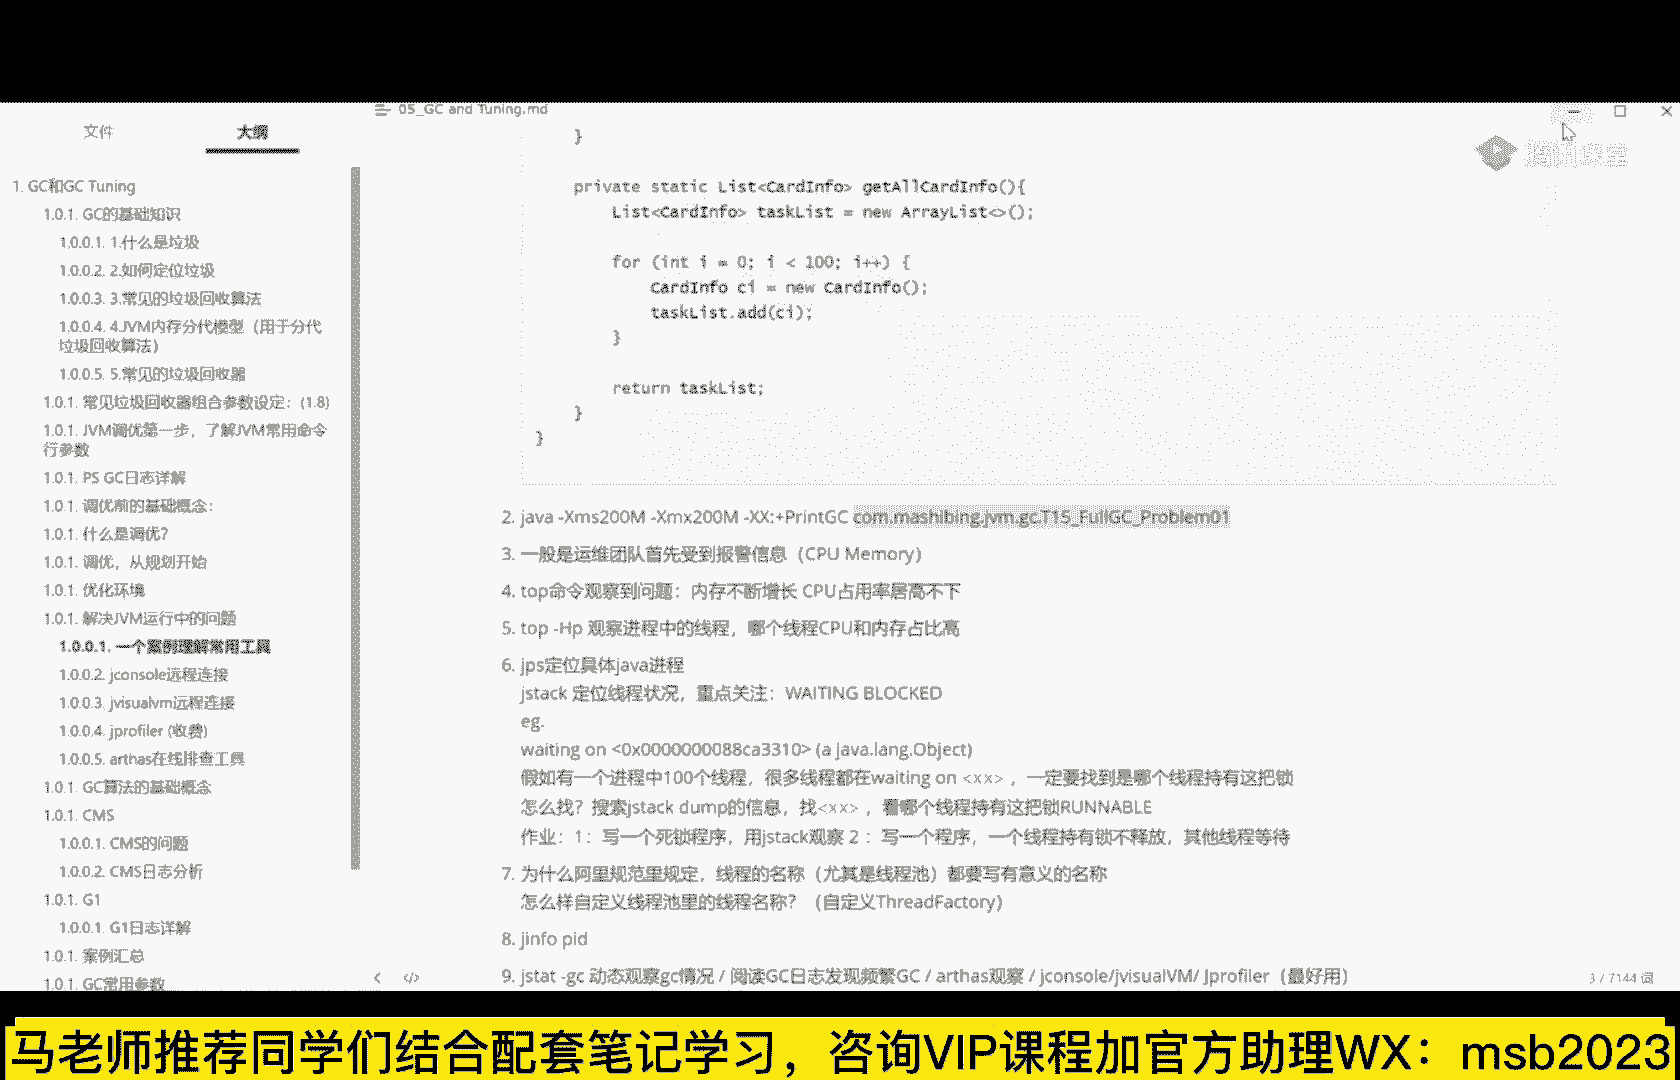 05_GC and Tuning.md
文件
大纲
1. GC和GC Tuning
1.0.1. GC的基础知识
1.0.0.1. 1.什么是垃圾
1.0.0.2. 2.如何定位垃圾
1.0.0.3. 3.常见的垃圾回收算法
1.0.0.4. 4.JVM内存分代模型（用于分代
垃圾回收算法）
1.0.0.5. 5.常见的垃圾回收器
1.0.1. 常见垃圾回收器组合参数设定：(1.8)
1.0.1. JVM调优第一步，了解JVM常用命令
行参数
1.0.1. PS GC日志详解
1.0.1. 调优前的基础概念：
1.0.1. 什么是调优？
1.0.1. 调优，从规划开始
1.0.1. 优化环境
1.0.1. 解决JVM运行中的问题
1.0.0.1. 一个案例理解常用工具
1.0.0.2. jconsole远程连接
1.0.0.3. jvisualvm远程连接
1.0.0.4. jprofiler (收费)
1.0.0.5. arthas在线排查工具
1.0.1. GC算法的基础概念
1.0.1. CMS
1.0.0.1. CMS的问题
1.0.0.2. CMS日志分析
1.0.1. G1
1.0.0.1. G1日志详解
1.0.1. 案例汇总
1.0.1. GC常用参数
}
private static List<CardInfo> getAllCardInfo(){
List<CardInfo> taskList = new ArrayList<>();
for (int i = 0; i < 100; i++) {
CardInfo ci = new CardInfo();
taskList.add(ci);
}
return taskList;
}
}
2. java -Xms200M -Xmx200M -XX:+PrintGC com.mashibing.jvm.gc.T15_FullGC_Problem01
3. 一般是运维团队首先受到报警信息（CPU Memory）
4. top命令观察到问题：内存不断增长 CPU占用率居高不下
5. top -Hp 观察进程中的线程，哪个线程CPU和内存占比高
6. jps定位具体java进程
jstack 定位线程状况，重点关注：WAITING BLOCKED
eg.
waiting on <0x0000000088ca3310> (a java.lang.Object)
假如有一个进程中100个线程，很多线程都在waiting on <xx> ，一定要找到是哪个线程持有这把锁
怎么找？搜索jstack dump的信息，找<xx> ，看哪个线程持有这把锁RUNNABLE
作业：1：写一个死锁程序，用jstack观察 2 ：写一个程序，一个线程持有锁不释放，其他线程等待
7. 为什么阿里规范里规定，线程的名称（尤其是线程池）都要写有意义的名称
怎么样自定义线程池里的线程名称？（自定义ThreadFactory）
8. jinfo pid
9. jstat -gc 动态观察gc情况 / 阅读GC日志发现频繁GC / arthas观察 / jconsole/jvisualVM/ Jprofiler（最好用）
3 / 7144 词
腾讯课堂
马老师推荐同学们结合配套笔记学习，咨询VIP课程加官方助理WX：msb2023